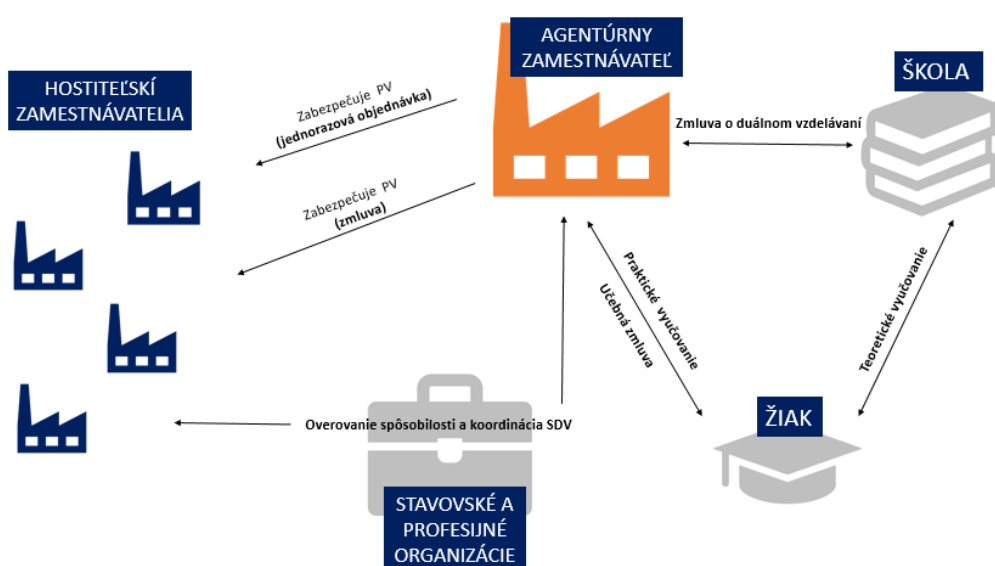 AGENTÚRNY
ZAMESTNÁVATEĽ
ŠKOLA
HOSTITEĽSKÍ
ZAMESTNÁVATELIA
Zabezpečuje PV
(jednorazová objednávka)
Zmluva o duálnom vzdelávaní
Zabezpečuje PV
(zmluva)
Praktické vyučovanie
Učebná zmluva
Teoretické vyučovanie
ŽIAK
Overovanie spôsobilosti a koordinácia SDV
STAVOVSKÉ A
PROFESIJNÉ
ORGANIZÁCIE